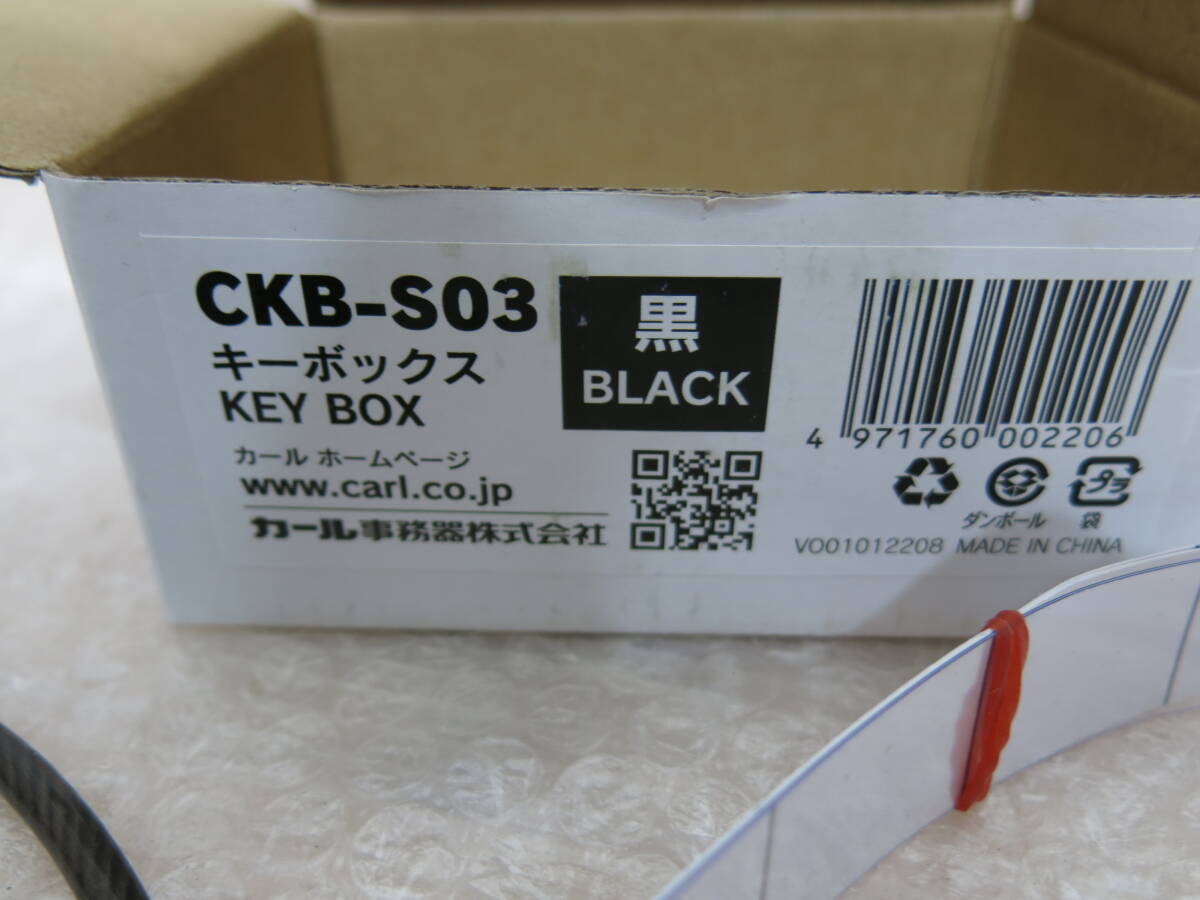 CKB-S03
キーボックス
KEY BOX
黒
BLACK
カール ホームページ
www.carl.co.jp
カール事務器株式会社
4 971760 002206
プラ
ダンボール 袋
VO01012208 MADE IN CHINA